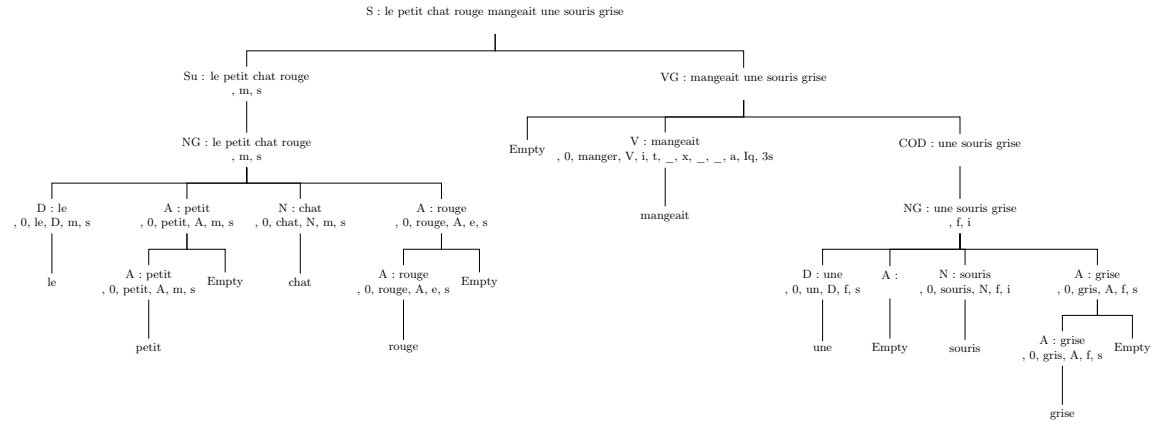 S : le petit chat rouge mangeait une souris grise
Su : le petit chat rouge
, m, s
VG : mangeait une souris grise
NG : le petit chat rouge
, m, s
Empty
V : mangeait
, 0, manger, V, i, t, _, x, _, _, a, Iq, 3s
COD : une souris grise
D : le
, 0, le, D, m, s
A : petit
, 0, petit, A, m, s
N : chat
, 0, chat, N, m, s
A : rouge
, 0, rouge, A, e, s
mangeait
NG : une souris grise
, f, i
le
A : petit
, 0, petit, A, m, s
Empty
chat
A : rouge
, 0, rouge, A, e, s
Empty
D : une
, 0, un, D, f, s
A :
N : souris
, 0, souris, N, f, i
A : grise
, 0, gris, A, f, s
petit
rouge
une
Empty
souris
A : grise
, 0, gris, A, f, s
Empty
grise